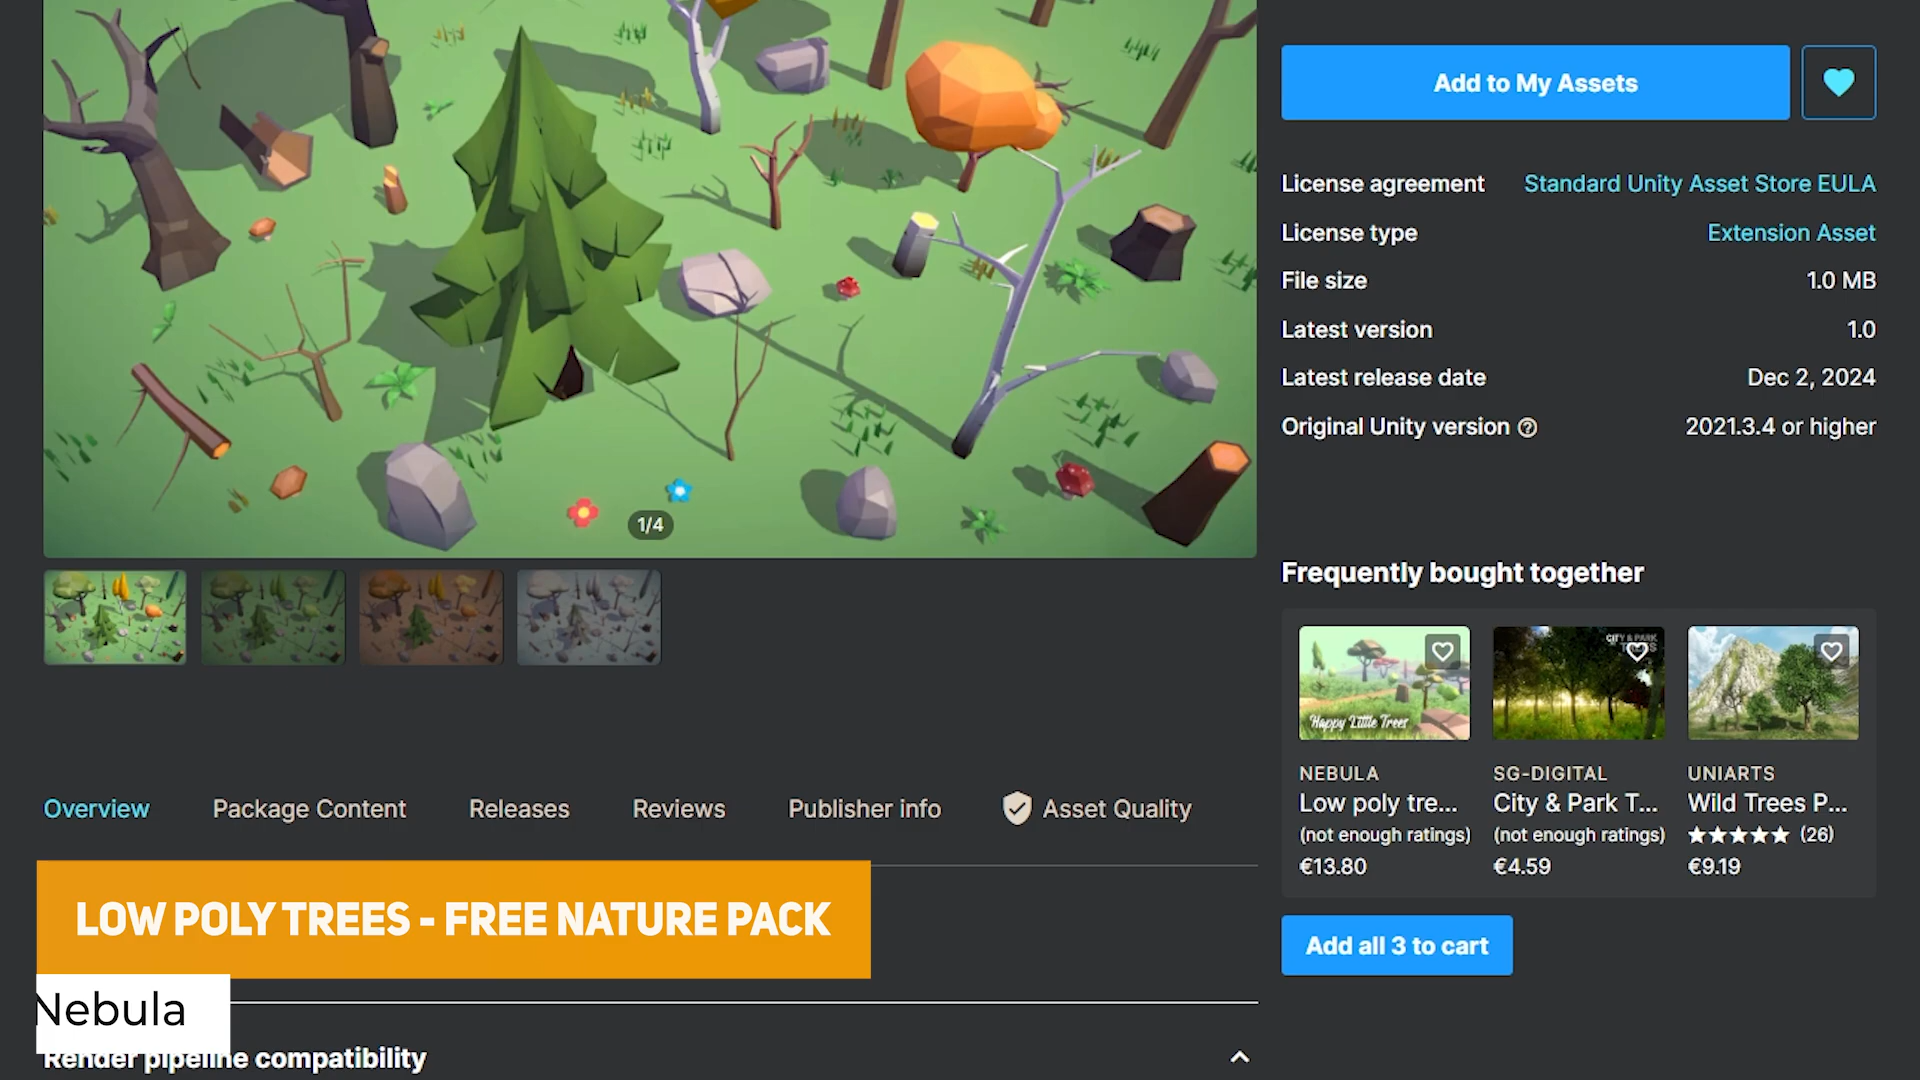 Add to My Assets
License agreement Standard Unity Asset Store EULA
License type Extension Asset
File size 1.0 MB
Latest version 1.0
Latest release date Dec 2, 2024
Original Unity version 2021.3.4 or higher
1/4
Frequently bought together
Happy Little Trees
CITY & PARK
TREES
NEBULA
Low poly tre...
(not enough ratings)
€13.80
SG-DIGITAL
City & Park T...
(not enough ratings)
€4.59
UNIARTS
Wild Trees P...
(26)
€9.19
Add all 3 to cart
Overview Package Content Releases Reviews Publisher info Asset Quality
LOW POLY TREES - FREE NATURE PACK
Nebula
Render pipeline compatibility